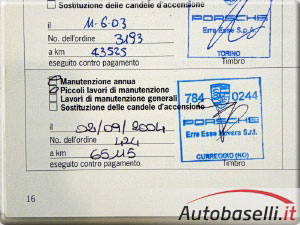 Sostituzione delle candele d'accensione
il 11.6.03
No. dell'ordine 3193
a km 43525
eseguito contro pagamento
PORSCHE
Erre Esse S.p.A.
TORINO
Timbro
Manutenzione annua
Piccoli lavori di manutenzione
Lavori di manutenzione generali
Sostituzione delle candele d'accensione
il 02/09/2004
No. dell'ordine 424
a km 65115
eseguito contro pagamento
784 0244
PORSCHE
Erre Esse Novara S.r.l.
CUREGGIO (NO)
Timbro
16
Autobaselli.it